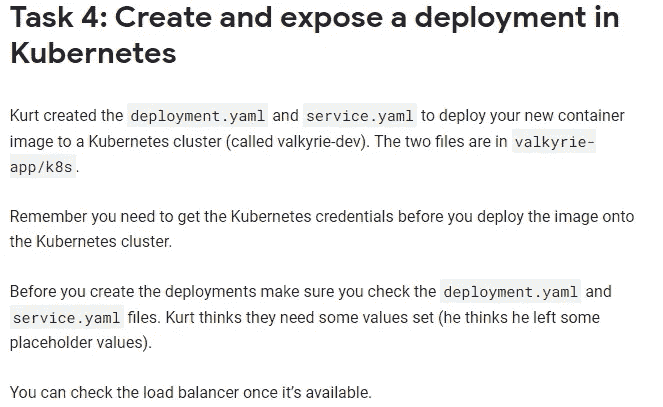 Task 4: Create and expose a deployment in
Kubernetes
Kurt created the deployment.yaml and service.yaml to deploy your new container
image to a Kubernetes cluster (called valkyrie-dev). The two files are in valkyrie-
app/k8s.
Remember you need to get the Kubernetes credentials before you deploy the image onto
the Kubernetes cluster.
Before you create the deployments make sure you check the deployment.yaml and
service.yaml files. Kurt thinks they need some values set (he thinks he left some
placeholder values).
You can check the load balancer once it’s available.